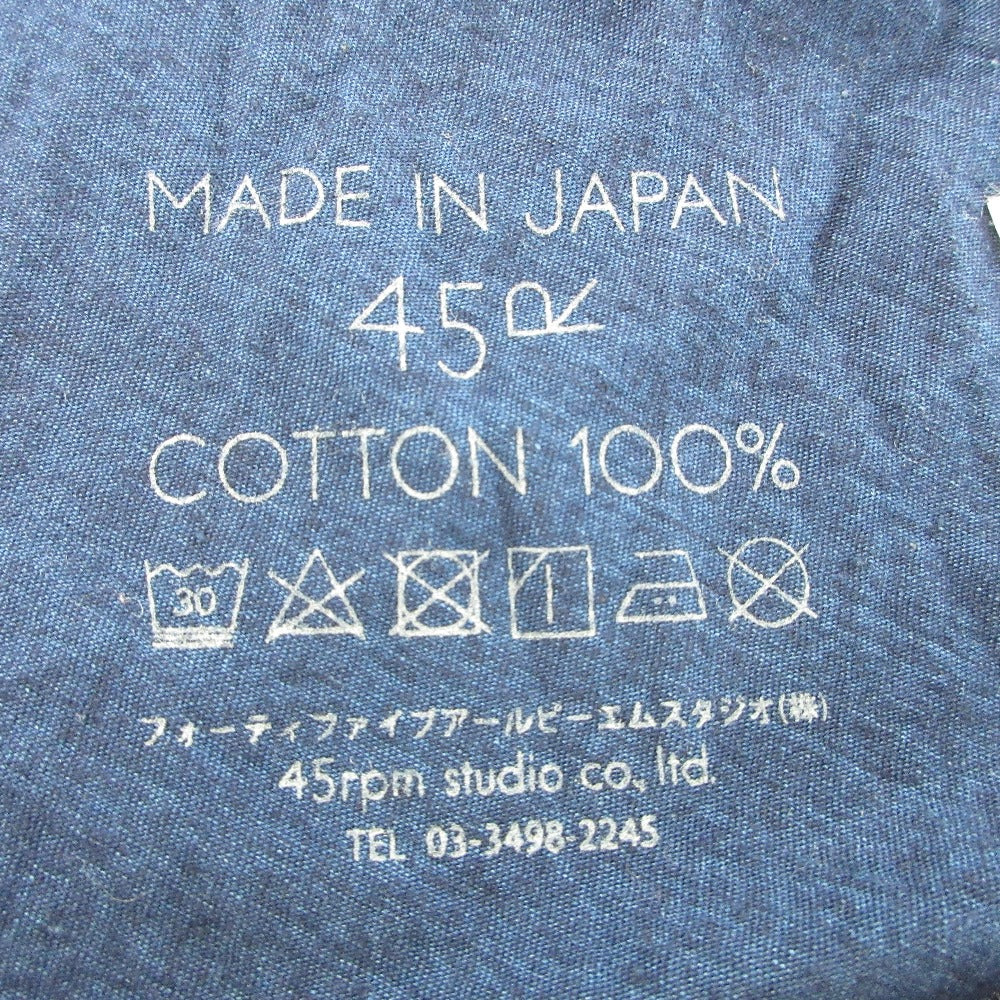 MADE IN JAPAN
45R
COTTON 100%
30
フォーティファイブアールピーエムスタジオ(株)
45rpm studio co., ltd.
TEL 03-3498-2245